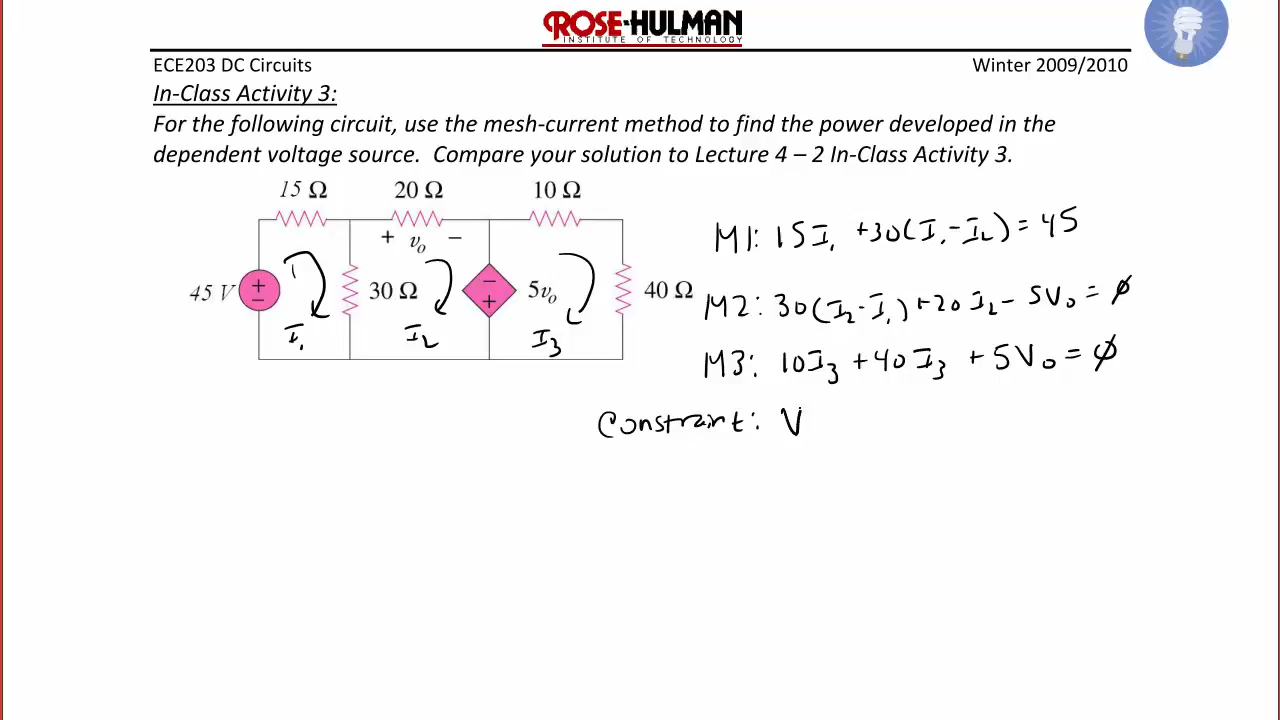 ROSE-HULMAN
INSTITUTE OF TECHNOLOGY
ECE203 DC Circuits
Winter 2009/2010
In-Class Activity 3:
For the following circuit, use the mesh-current method to find the power developed in the
dependent voltage source. Compare your solution to Lecture 4 – 2 In-Class Activity 3.
15 Ω
20 Ω
10 Ω
+ v₀ −
45 V
+
−
30 Ω
−
+
5v₀
40 Ω
I₁
I₂
I₃
M1: 15I₁ +30(I₁-I₂) = 45
M2: 30(I₂-I₁)+20I₂ - 5V₀ = ∅
M3: 10I₃ + 40I₃ + 5V₀ = ∅
Constraint: V